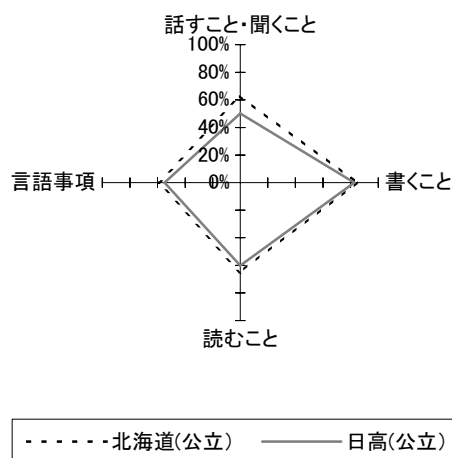 話すこと・聞くこと
100%
80%
60%
40%
20%
0%
言語事項
書くこと
読むこと
北海道(公立)
日高(公立)